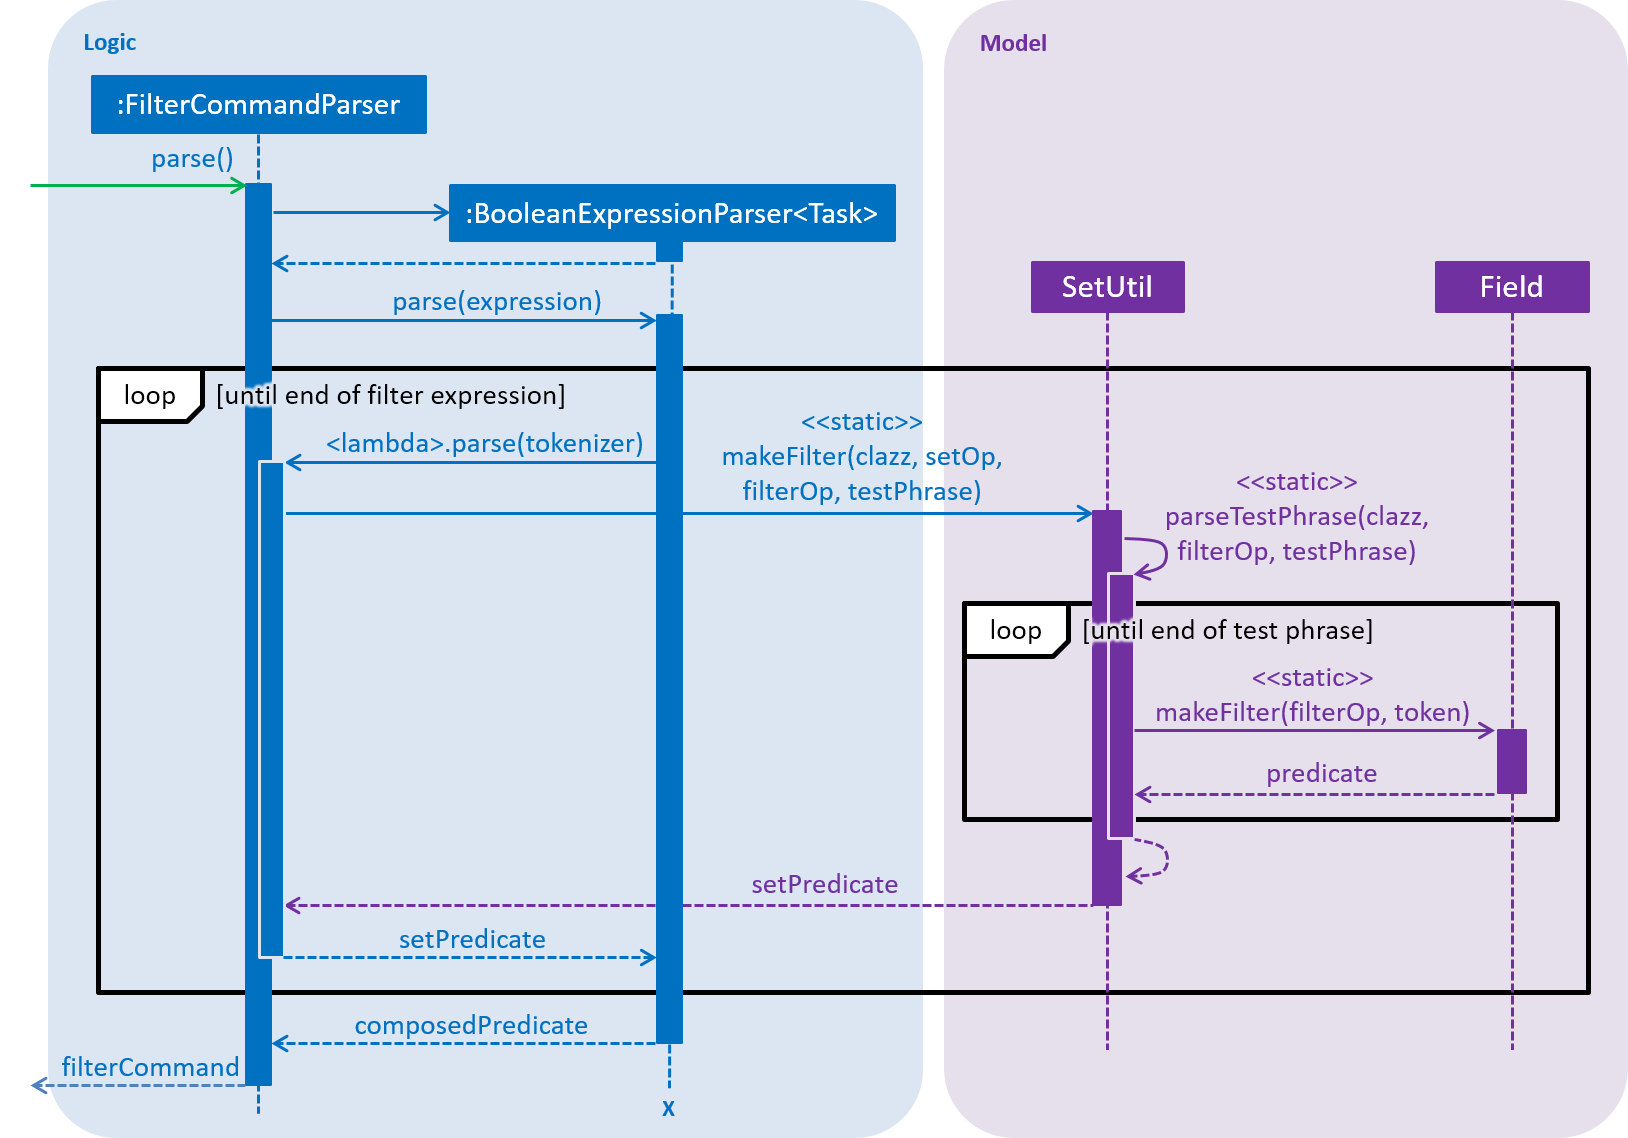 Logic
Model
:FilterCommandParser
parse()
:BooleanExpressionParser<Task>
SetUtil
Field
parse(expression)
loop
[until end of filter expression]
<<static>>
<lambda>.parse(tokenizer)
makeFilter(clazz, setOp,
filterOp, testPhrase)
<<static>>
parseTestPhrase(clazz,
filterOp, testPhrase)
loop
[until end of test phrase]
<<static>>
makeFilter(filterOp, token)
predicate
setPredicate
setPredicate
composedPredicate
filterCommand
X